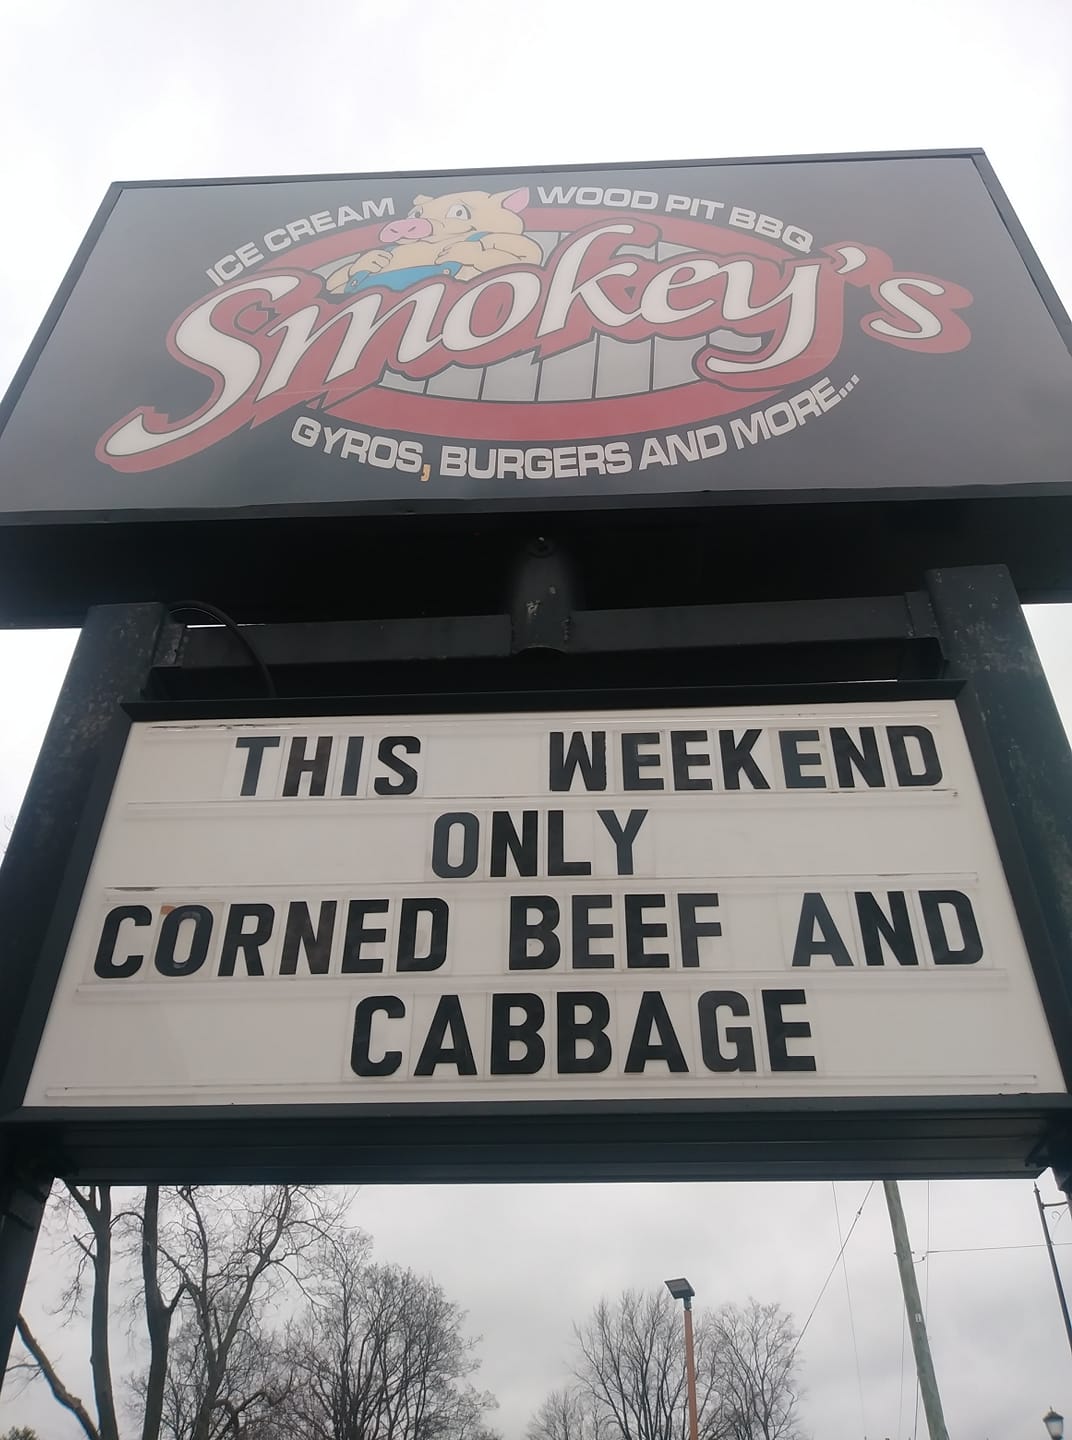 ICE CREAM WOOD PIT BBQ
Smokey's
GYROS, BURGERS AND MORE...
THIS WEEKEND
ONLY
CORNED BEEF AND
CABBAGE